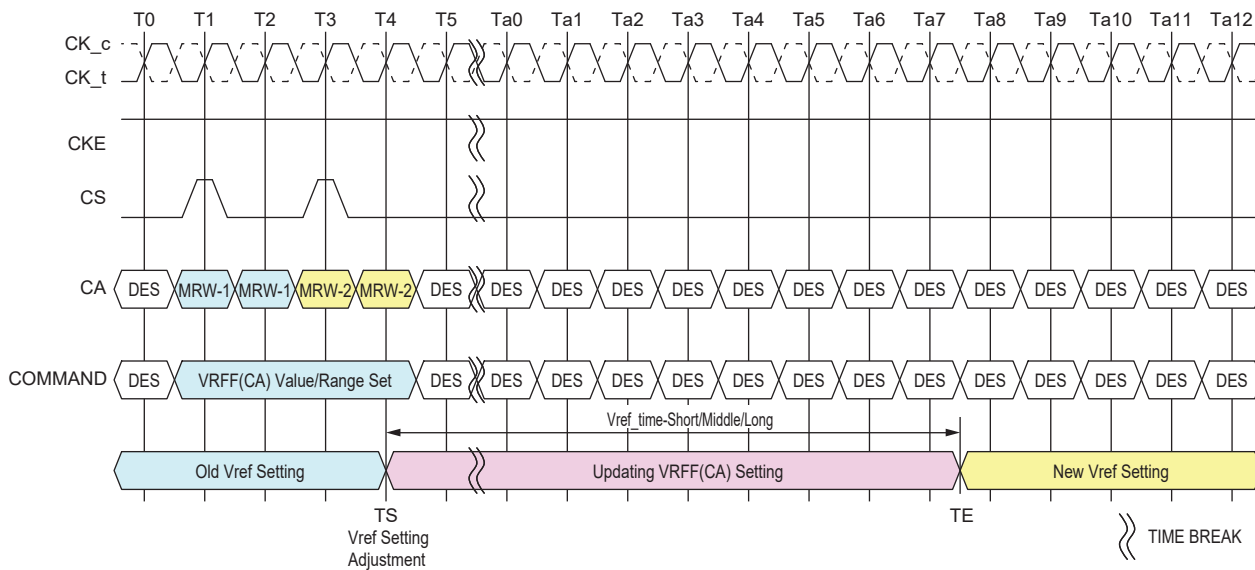 T0 T1 T2 T3 T4 T5 Ta0 Ta1 Ta2 Ta3 Ta4 Ta5 Ta6 Ta7 Ta8 Ta9 Ta10 Ta11 Ta12
CK_c
CK_t
CKE
CS
CA DES MRW-1 MRW-1 MRW-2 MRW-2 DES DES DES DES DES DES DES DES DES DES DES DES DES DES
COMMAND DES VRFF(CA) Value/Range Set DES DES DES DES DES DES DES DES DES DES DES DES DES DES
Vref_time-Short/Middle/Long
Old Vref Setting Updating VRFF(CA) Setting New Vref Setting
TS TE
Vref Setting
Adjustment
TIME BREAK